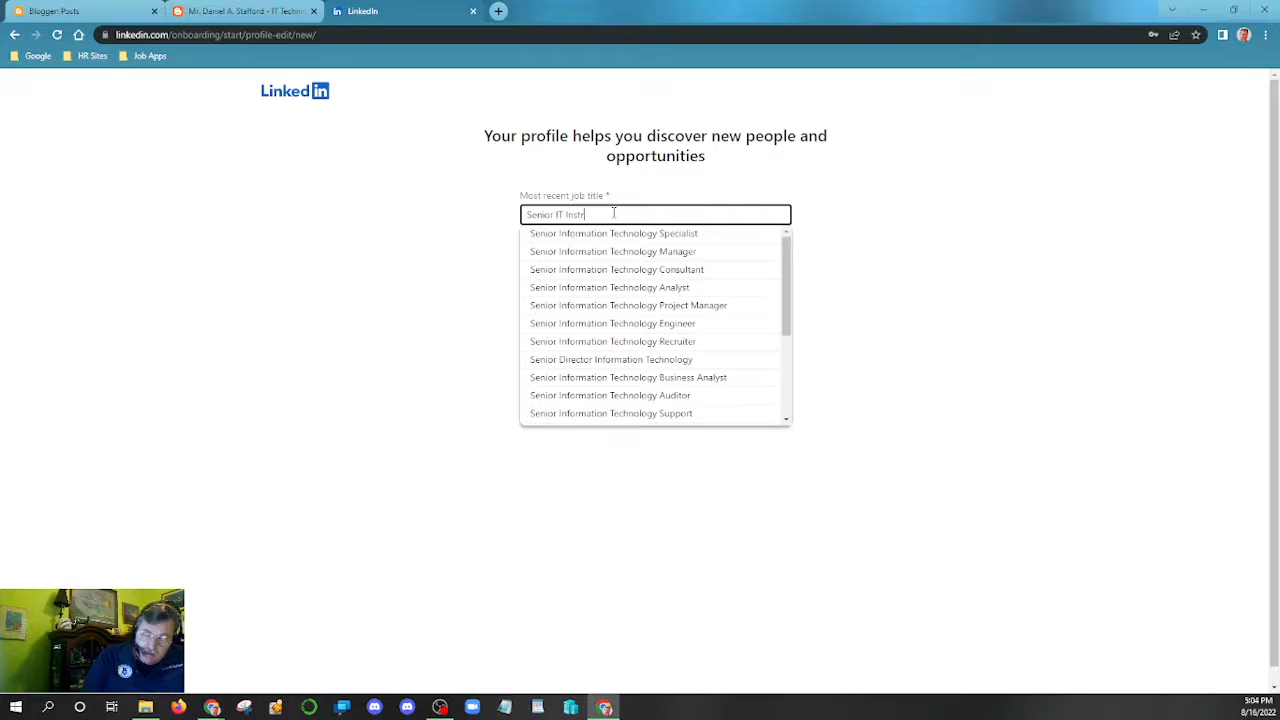 Blogger: Posts
Mr. Daniel A. Stafford - IT Technic
LinkedIn
linkedin.com/onboarding/start/profile-edit/new/
Google
HR Sites
Job Apps
Linked in
Your profile helps you discover new people and
opportunities
Most recent job title *
Senior IT Instr
Senior Information Technology Specialist
Senior Information Technology Manager
Senior Information Technology Consultant
Senior Information Technology Analyst
Senior Information Technology Project Manager
Senior Information Technology Engineer
Senior Information Technology Recruiter
Senior Director Information Technology
Senior Information Technology Business Analyst
Senior Information Technology Auditor
Senior Information Technology Support
5:04 PM
8/16/2022